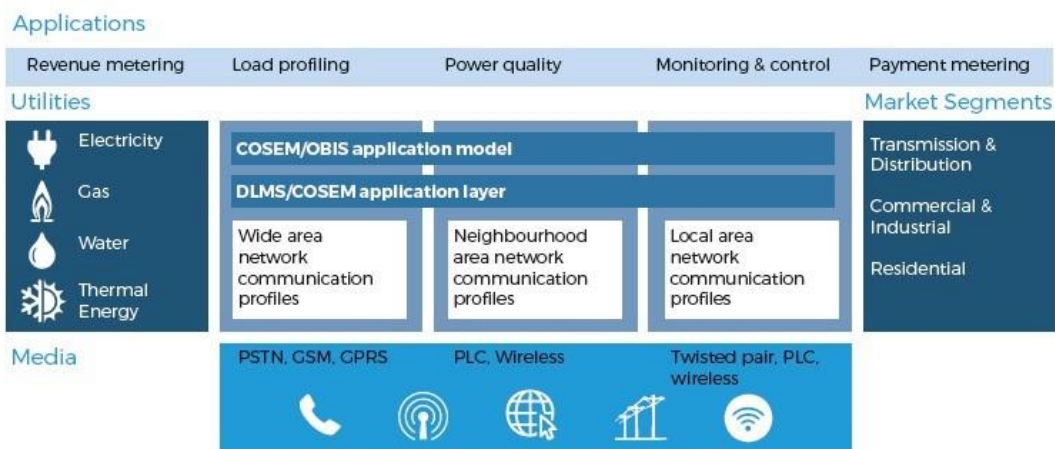 Applications
Revenue metering
Load profiling
Power quality
Monitoring & control
Payment metering
Utilities
Market Segments
Electricity
Gas
Water
Thermal
Energy
COSEM/OBIS application model
DLMS/COSEM application layer
Wide area
network
communication
profiles
Neighbourhood
area network
communication
profiles
Local area
network
communication
profiles
Transmission &
Distribution
Commercial &
Industrial
Residential
Media
PSTN, GSM, GPRS
PLC, Wireless
Twisted pair, PLC,
wireless